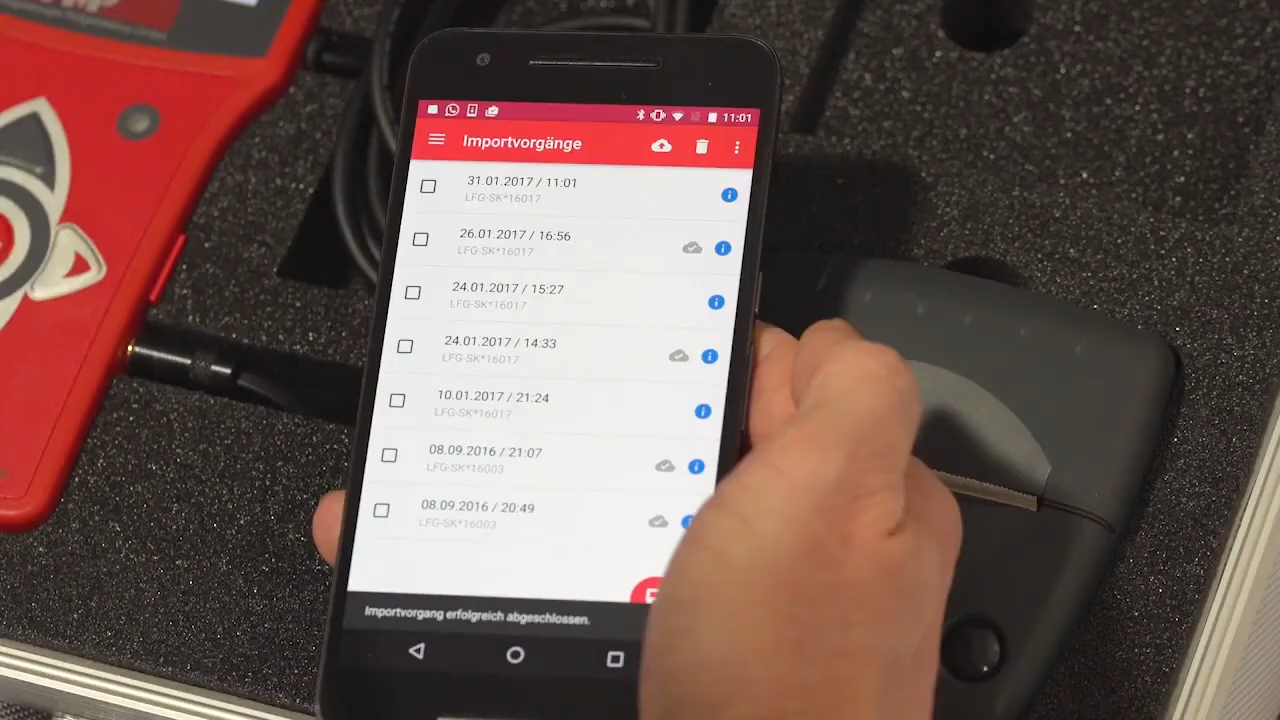 11:01
Importvorgänge
31.01.2017 / 11:01
LFG-SK*16017
26.01.2017 / 16:56
LFG-SK*16017
24.01.2017 / 15:27
LFG-SK*16017
24.01.2017 / 14:33
LFG-SK*16017
10.01.2017 / 21:24
LFG-SK*16017
08.09.2016 / 21:07
LFG-SK*16003
08.09.2016 / 20:49
LFG-SK*16003
Importvorgang erfolgreich abgeschlossen.